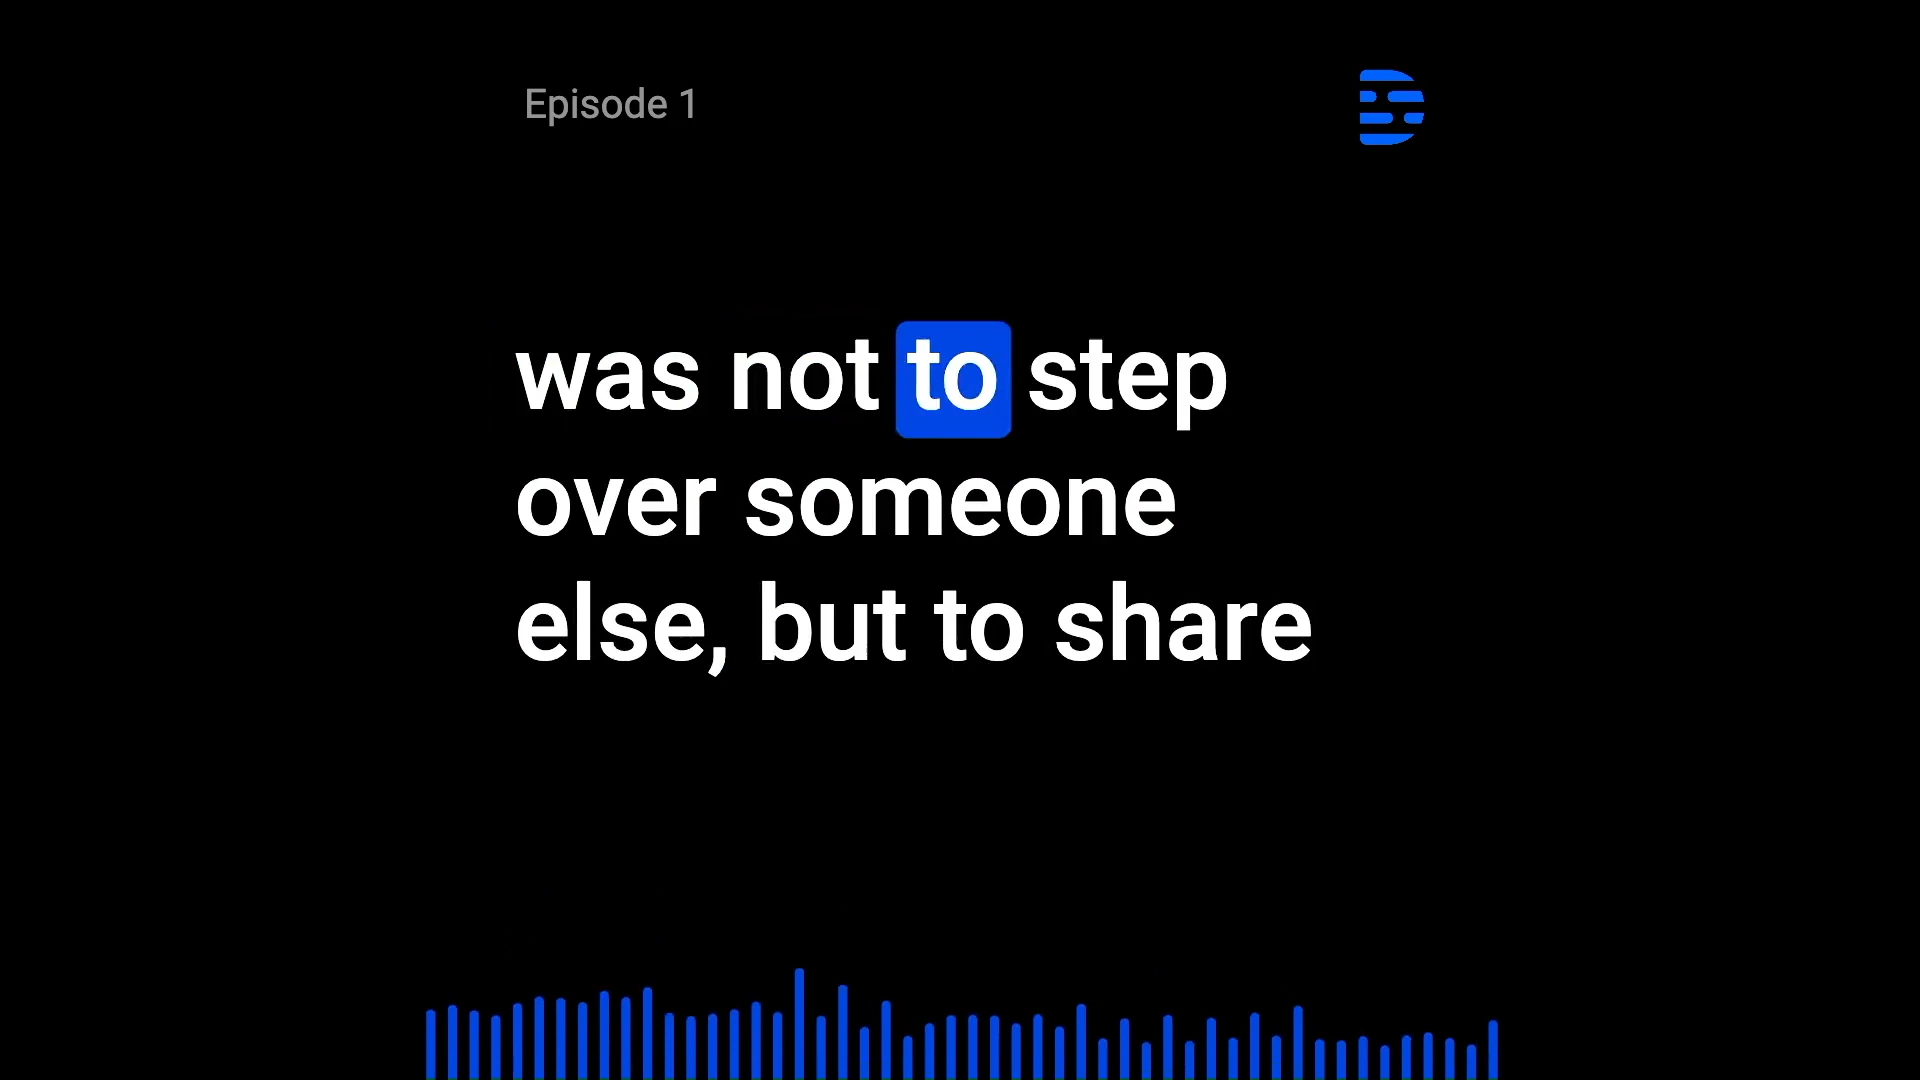 Episode 1
was not to step
over someone
else, but to share